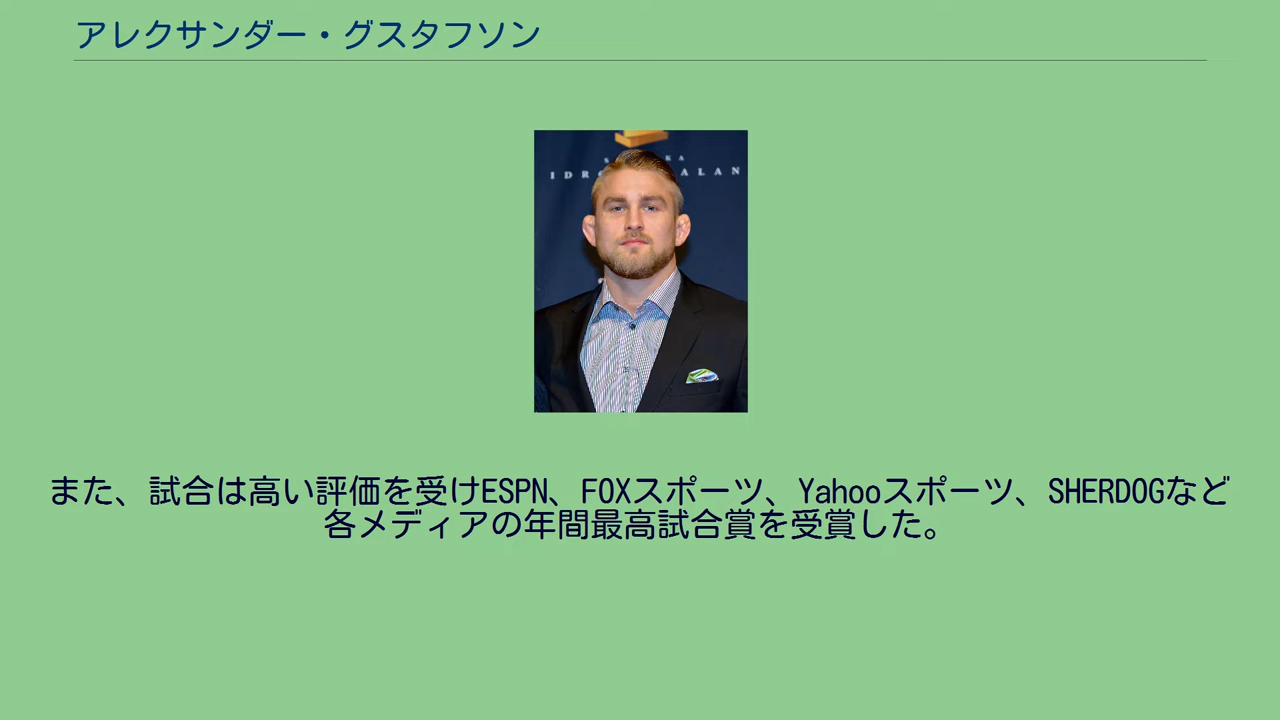 アレクサンダー・グスタフソン
IDR ALAN
また、試合は高い評価を受けESPN、FOXスポーツ、Yahooスポーツ、SHERDOGなど
各メディアの年間最高試合賞を受賞した。